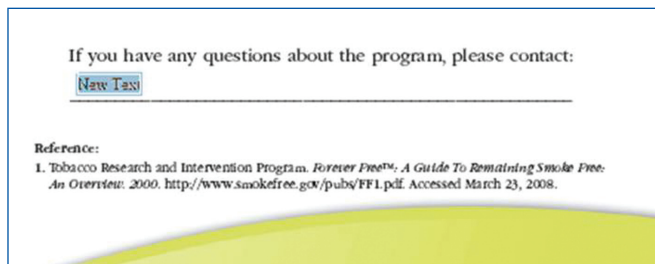 If you have any questions about the program, please contact:
New Text
Reference:
1. Tobacco Research and Intervention Program. Forever Free™: A Guide To Remaining Smoke Free:
An Overview. 2000. http://www.smokefree.gov/pubs/FF1.pdf. Accessed March 23, 2008.